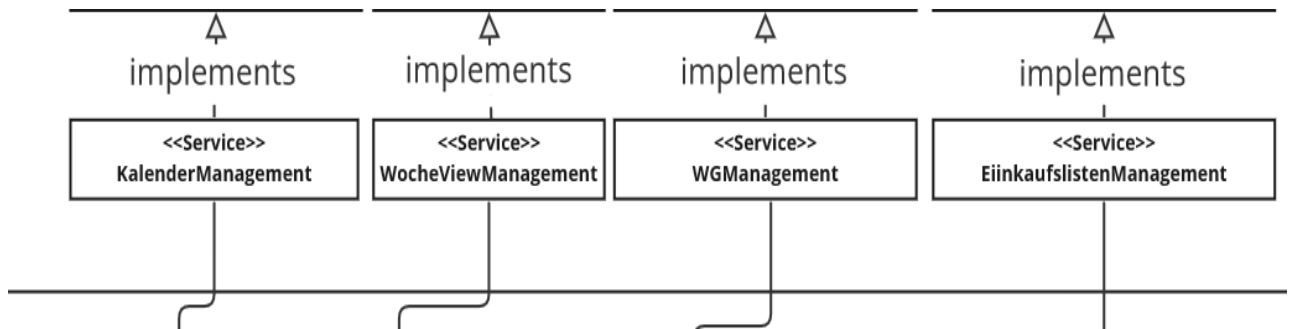 implements
implements
implements
implements
<<Service>>
KalenderManagement
<<Service>>
WocheViewManagement
<<Service>>
WGManagement
<<Service>>
EiinkaufslistenManagement